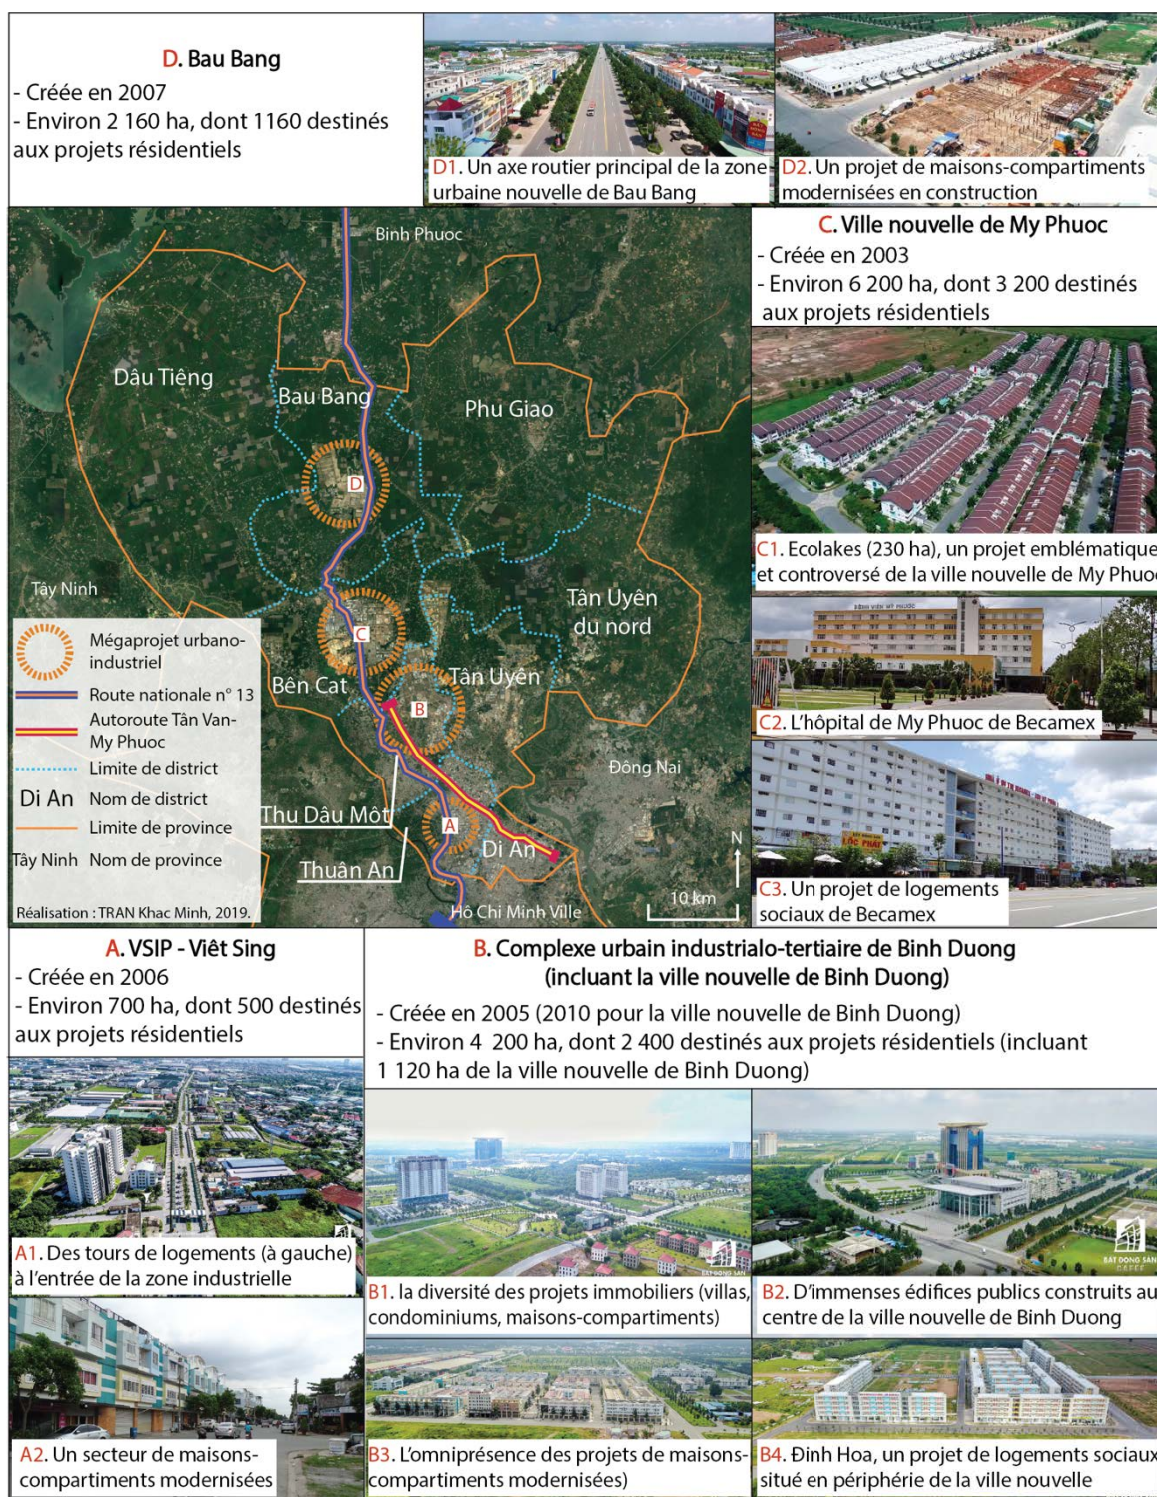 D. Bau Bang
- Créée en 2007
- Environ 2 160 ha, dont 1160 destinés
aux projets résidentiels
D1. Un axe routier principal de la zone
urbaine nouvelle de Bau Bang
D2. Un projet de maisons-compartiments
modernisées en construction
Binh Phuoc
Dâu Tiêng
Bau Bang
Phu Giao
D
Tây Ninh
C
Tân Uyên
du nord
Bên Cat
Tân Uyên
B
Đông Nai
Thu Dâu Môt
A
Di An
Thuân An
Hô Chi Minh Ville
N
10 km
Mégaprojet urbano-
industriel
Route nationale n° 13
Autoroute Tân Van-
My Phuoc
Limite de district
Di An Nom de district
Limite de province
Tây Ninh Nom de province
Réalisation : TRAN Khac Minh, 2019.
C. Ville nouvelle de My Phuoc
- Créée en 2003
- Environ 6 200 ha, dont 3 200 destinés
aux projets résidentiels
C1. Ecolakes (230 ha), un projet emblématique
et controversé de la ville nouvelle de My Phuoc
BỆNH VIỆN MỸ PHƯỚC
C2. L'hôpital de My Phuoc de Becamex
LỘC PHÁT
C3. Un projet de logements
sociaux de Becamex
A. VSIP - Viêt Sing
- Créée en 2006
- Environ 700 ha, dont 500 destinés
aux projets résidentiels
A1. Des tours de logements (à gauche)
à l'entrée de la zone industrielle
A2. Un secteur de maisons-
compartiments modernisées
B. Complexe urbain industrialo-tertiaire de Binh Duong
(incluant la ville nouvelle de Binh Duong)
- Créée en 2005 (2010 pour la ville nouvelle de Binh Duong)
- Environ 4 200 ha, dont 2 400 destinés aux projets résidentiels (incluant
1 120 ha de la ville nouvelle de Binh Duong)
BẤT ĐỘNG SẢN
B1. la diversité des projets immobiliers (villas,
condominiums, maisons-compartiments)
BẤT ĐỘNG SẢN
CAFEF
B2. D'immenses édifices publics construits au
centre de la ville nouvelle de Binh Duong
B3. L'omniprésence des projets de maisons-
compartiments modernisées)
B4. Đinh Hoa, un projet de logements sociaux
situé en périphérie de la ville nouvelle